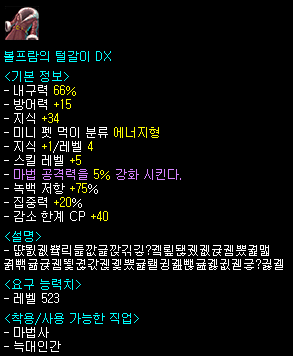 볼프람의 털갈이 DX
<기본 정보>
- 내구력 66%
- 방어력 +15
- 지식 +34
- 미니 펫 먹이 분류 에너지형
- 지식 +1/레벨 4
- 스킬 레벨 +5
- 마법 공격력을 5% 강화 시킨다.
- 녹백 저항 +75%
- 집중력 +20%
- 감소 한계 CP +40
<설명>
<요구 능력치>
- 레벨 523
<착용/사용 가능한 직업>
- 마법사
- 늑대인간